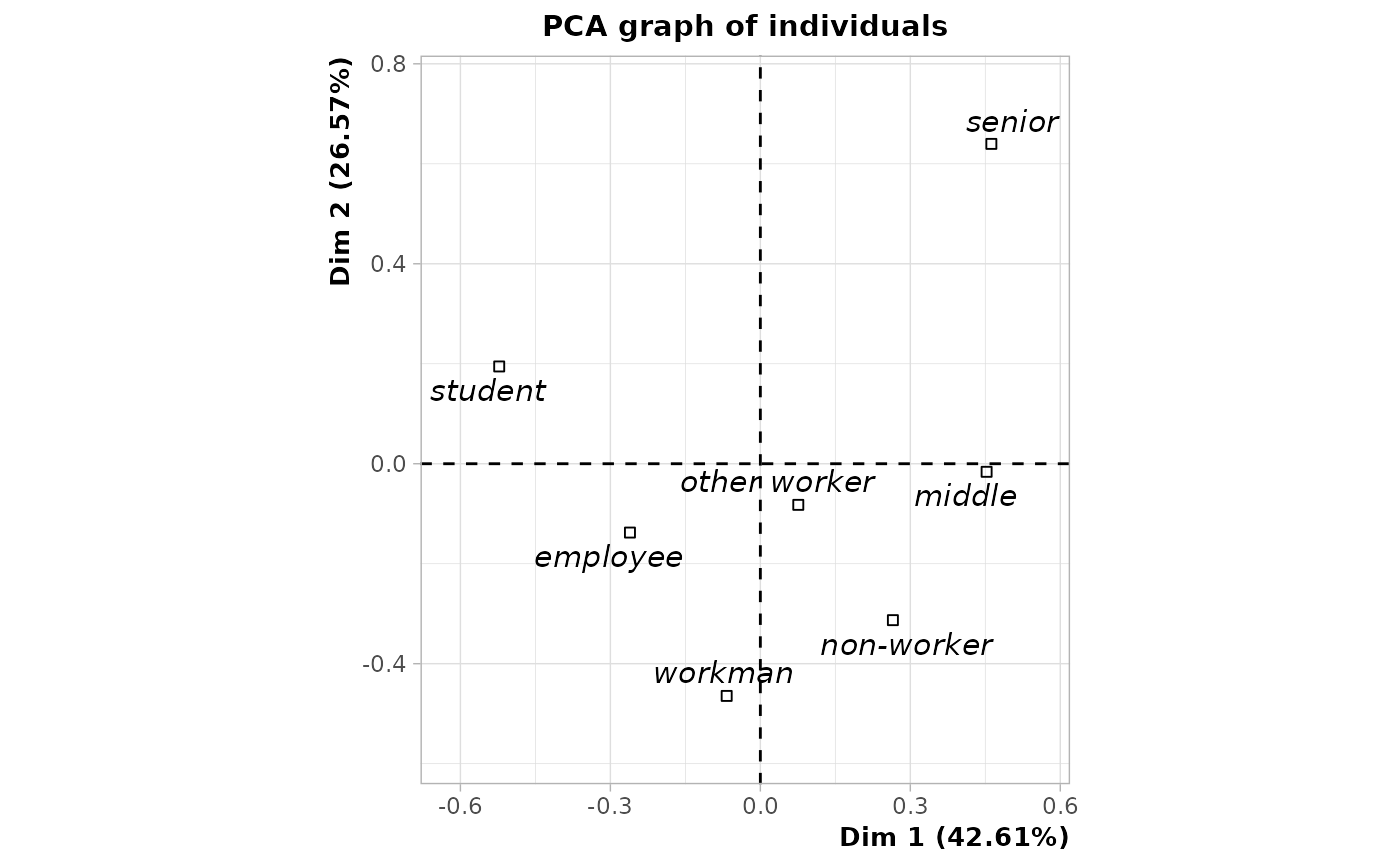 PCA graph of individuals
Dim 2 (26.57%)
0.8
0.4
0.0
-0.4
senior
student
other worker
middle
employee
non-worker
workman
-0.6
-0.3
0.0
0.3
0.6
Dim 1 (42.61%)